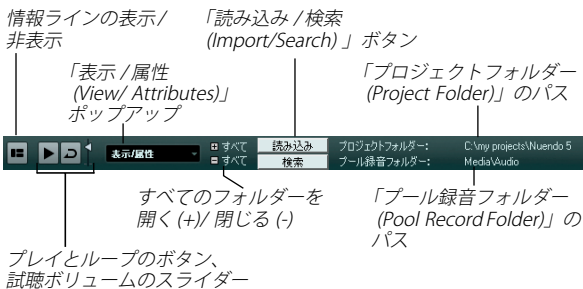 情報ラインの表示 /
非表示
「読み込み / 検索
(Import/Search) 」ボタン
「表示 / 属性
(View/ Attributes)」
ポップアップ
「プロジェクトフォルダー
(Project Folder)」のパス
表示/属性
すべて
すべて
読み込み
検索
プロジェクトフォルダー:
C:\my projects\Nuendo 5
プール録音フォルダー:
Media\Audio
すべてのフォルダーを
開く (+)/ 閉じる (-)
「プール録音フォルダー
(Pool Record Folder)」の
パス
プレイとループのボタン、
試聴ボリュームのスライダー